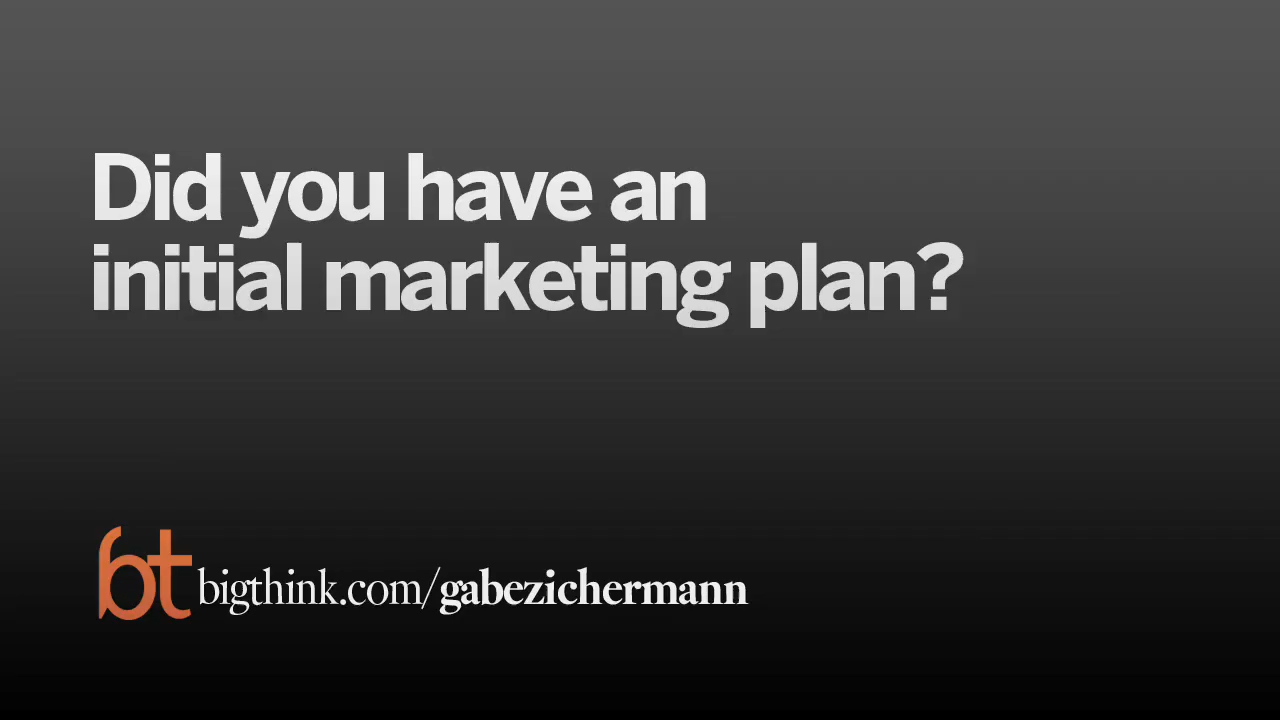 Did you have an
initial marketing plan?
bt bigthink.com/gabezichermann